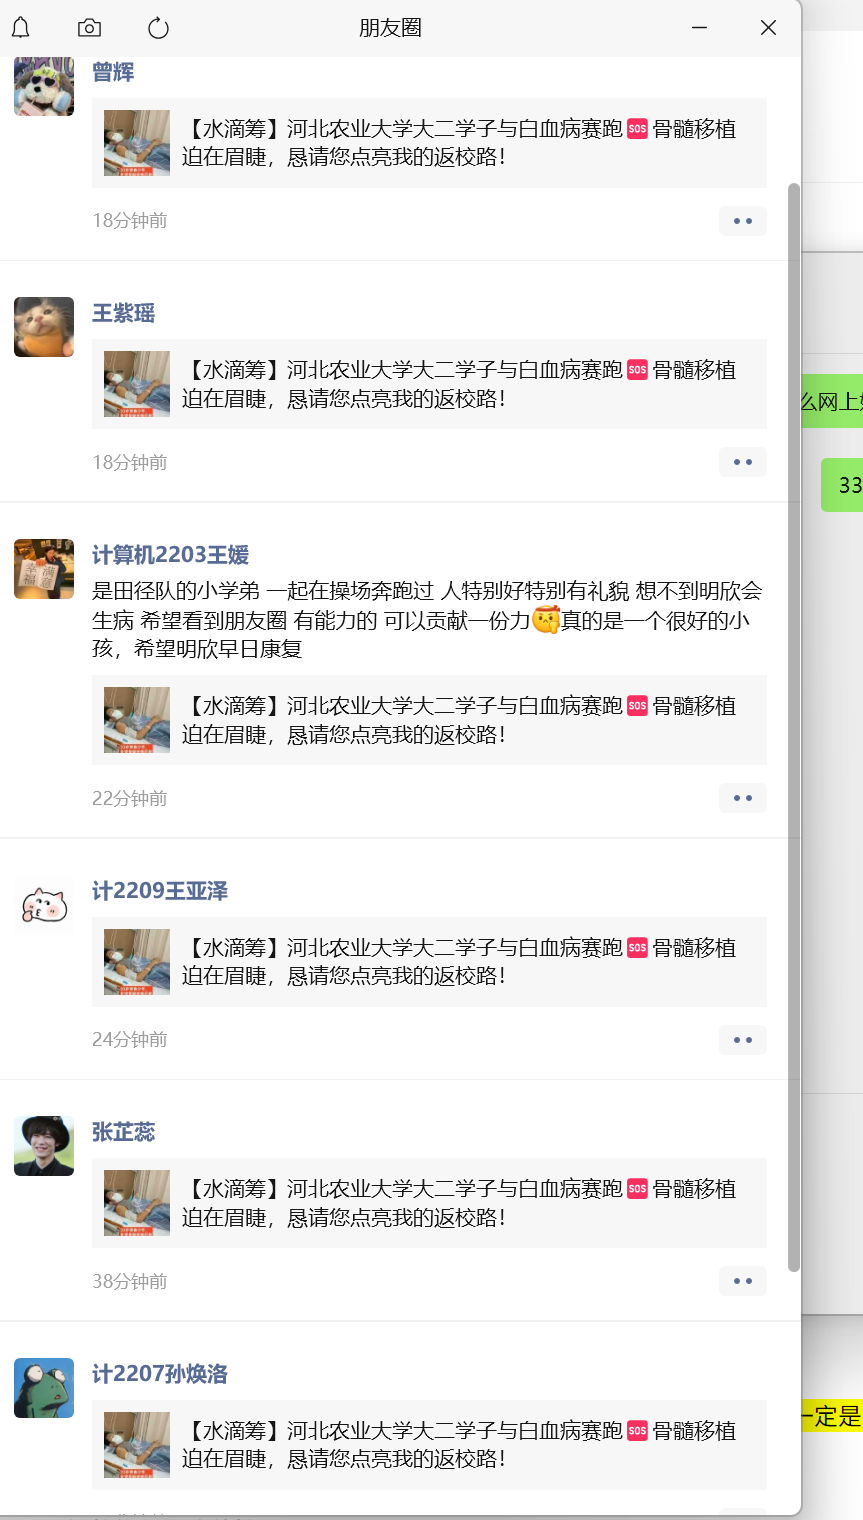 朋友圈
曾辉
【水滴筹】河北农业大学大二学子与白血病赛跑🆘骨髓移植
迫在眉睫，恳请您点亮我的返校路！
18分钟前
王紫瑶
【水滴筹】河北农业大学大二学子与白血病赛跑🆘骨髓移植
迫在眉睫，恳请您点亮我的返校路！
18分钟前
么网上
33
幸满
福意
计算机2203王媛
是田径队的小学弟 一起在操场奔跑过 人特别好特别有礼貌 想不到明欣会
生病 希望看到朋友圈 有能力的 可以贡献一份力真的是一个很好的小
孩，希望明欣早日康复
【水滴筹】河北农业大学大二学子与白血病赛跑🆘骨髓移植
迫在眉睫，恳请您点亮我的返校路！
22分钟前
计2209王亚泽
【水滴筹】河北农业大学大二学子与白血病赛跑🆘骨髓移植
迫在眉睫，恳请您点亮我的返校路！
24分钟前
张芷蕊
【水滴筹】河北农业大学大二学子与白血病赛跑🆘骨髓移植
迫在眉睫，恳请您点亮我的返校路！
38分钟前
计2207孙焕洛
一定是
【水滴筹】河北农业大学大二学子与白血病赛跑🆘骨髓移植
迫在眉睫，恳请您点亮我的返校路！